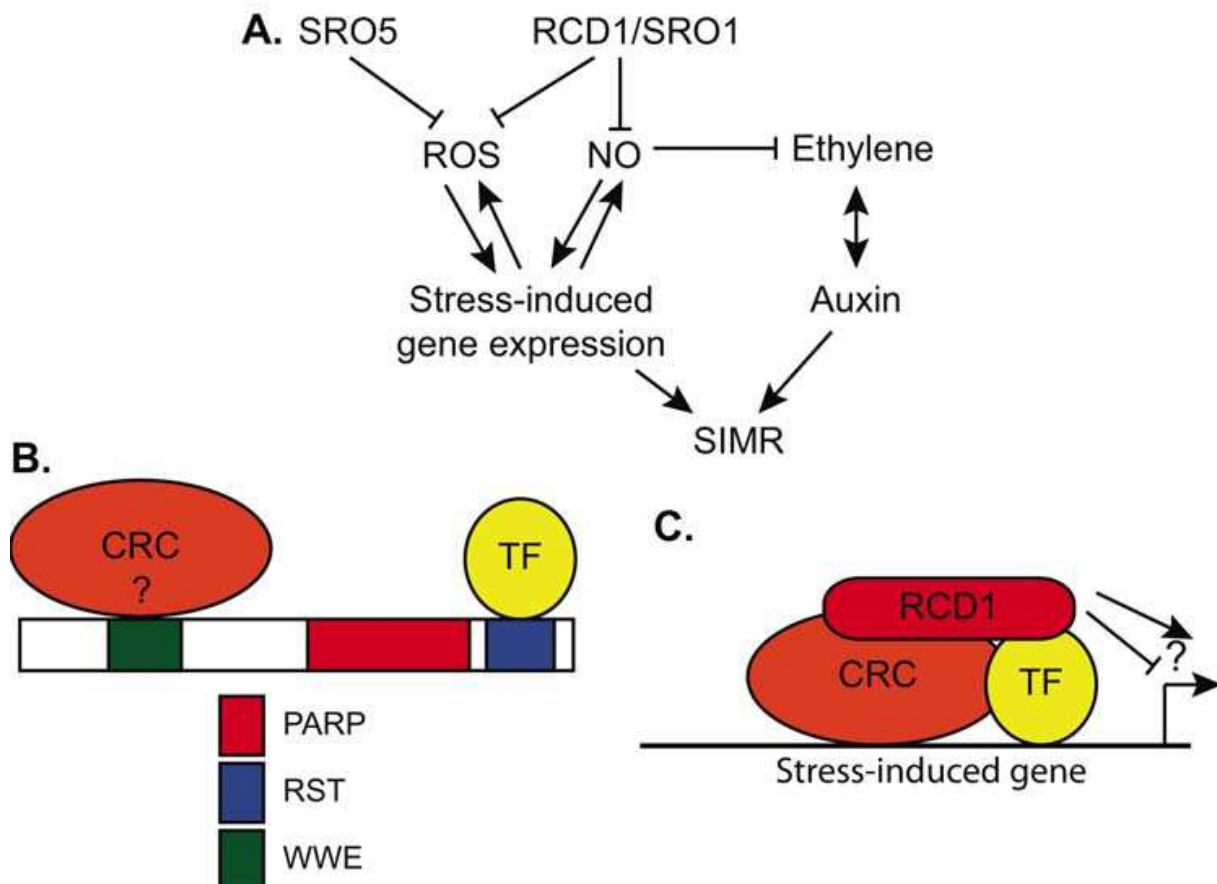 A. SRO5 RCD1/SRO1
ROS NO Ethylene
Stress-induced
gene expression
Auxin
SIMR
B.
CRC
?
TF
PARP
RST
WWE
C.
RCD1
CRC
TF
?
Stress-induced gene